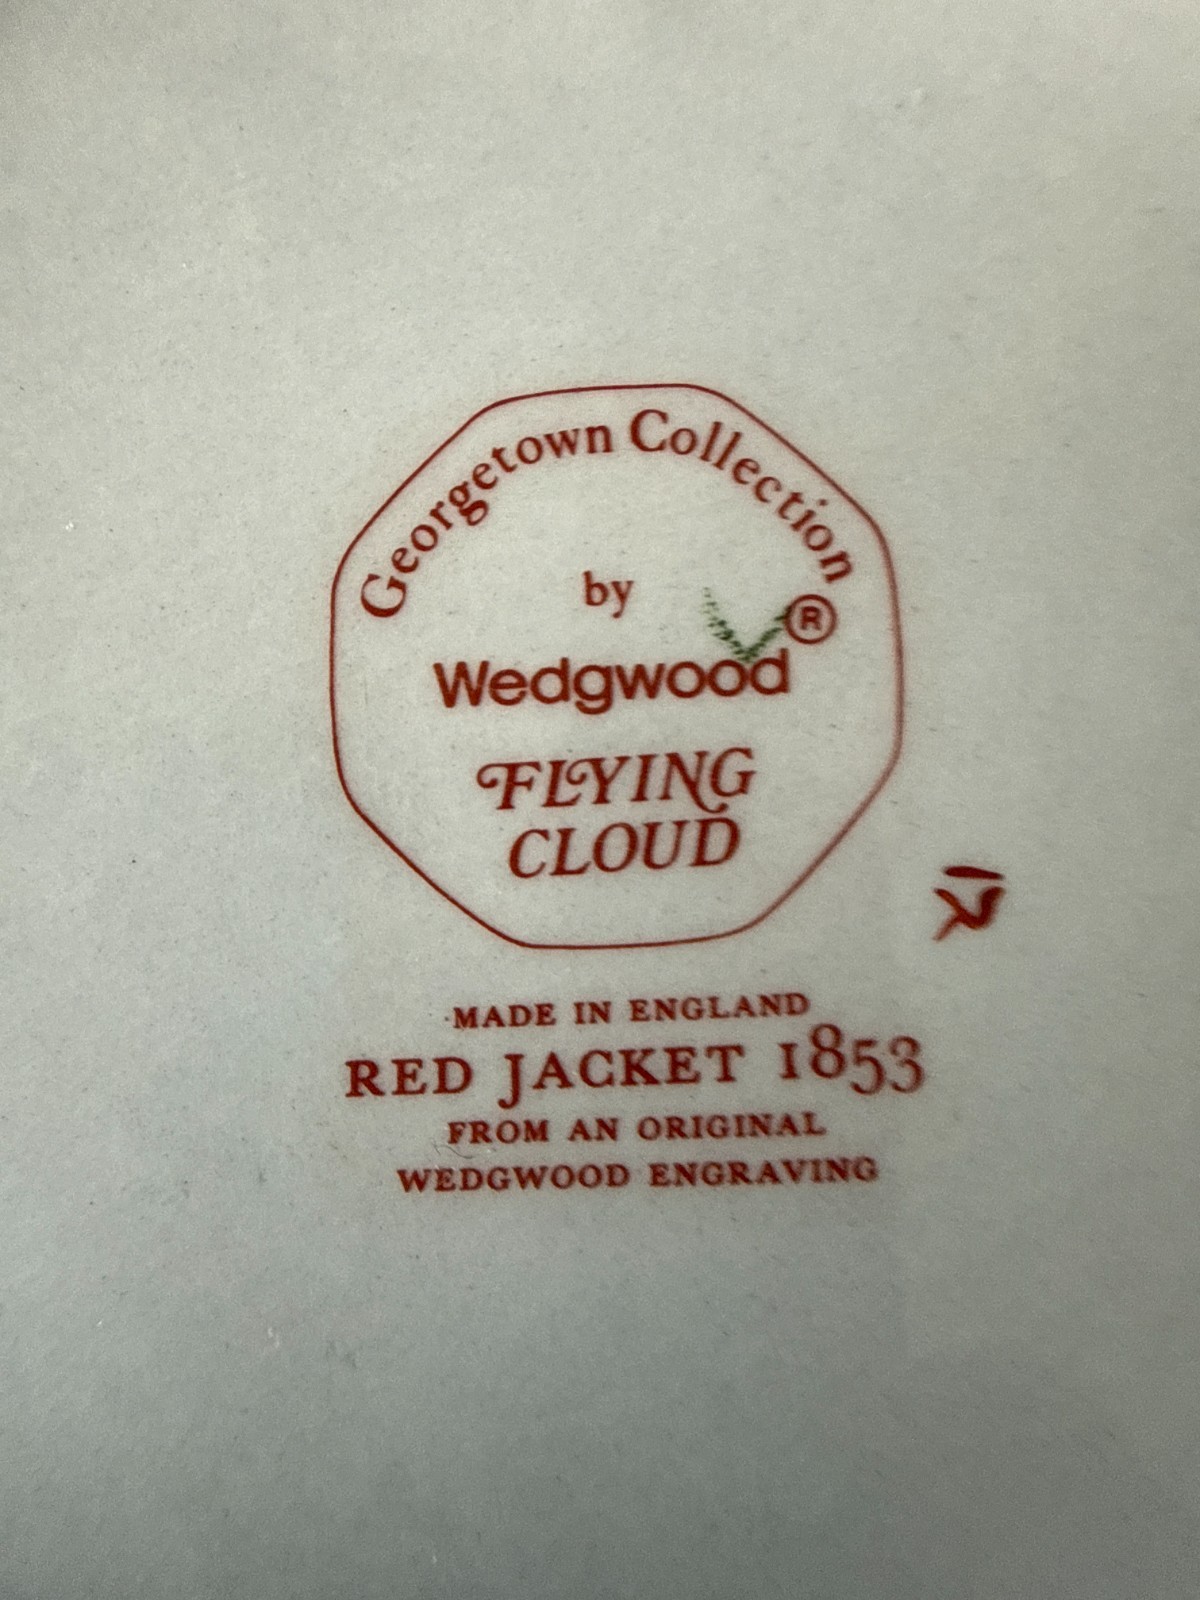 Georgetown Collection
by
Wedgwood®
FLYING
CLOUD
MADE IN ENGLAND
RED JACKET 1853
FROM AN ORIGINAL
WEDGWOOD ENGRAVING